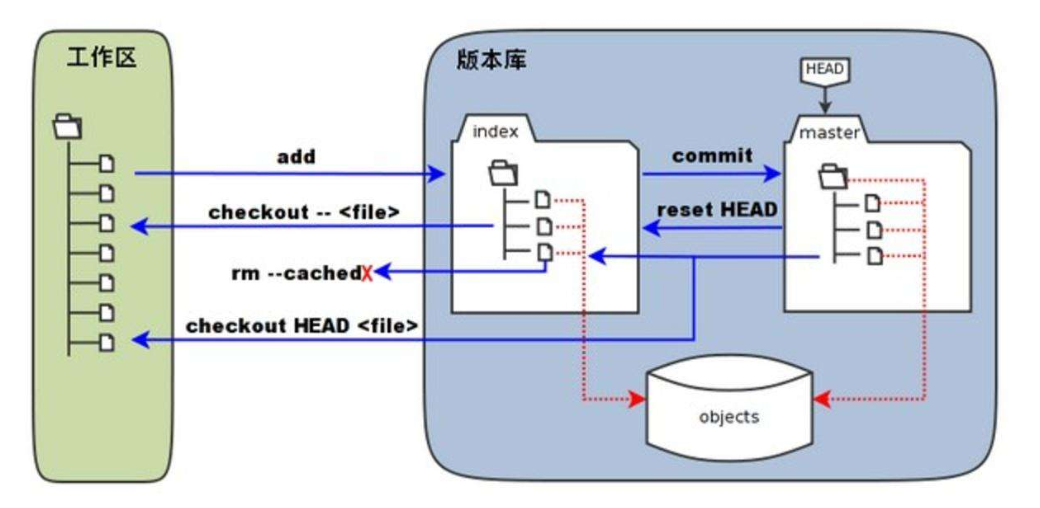 工作区
版本库
HEAD
index
master
add
commit
checkout -- <file>
reset HEAD
rm --cached
checkout HEAD <file>
objects